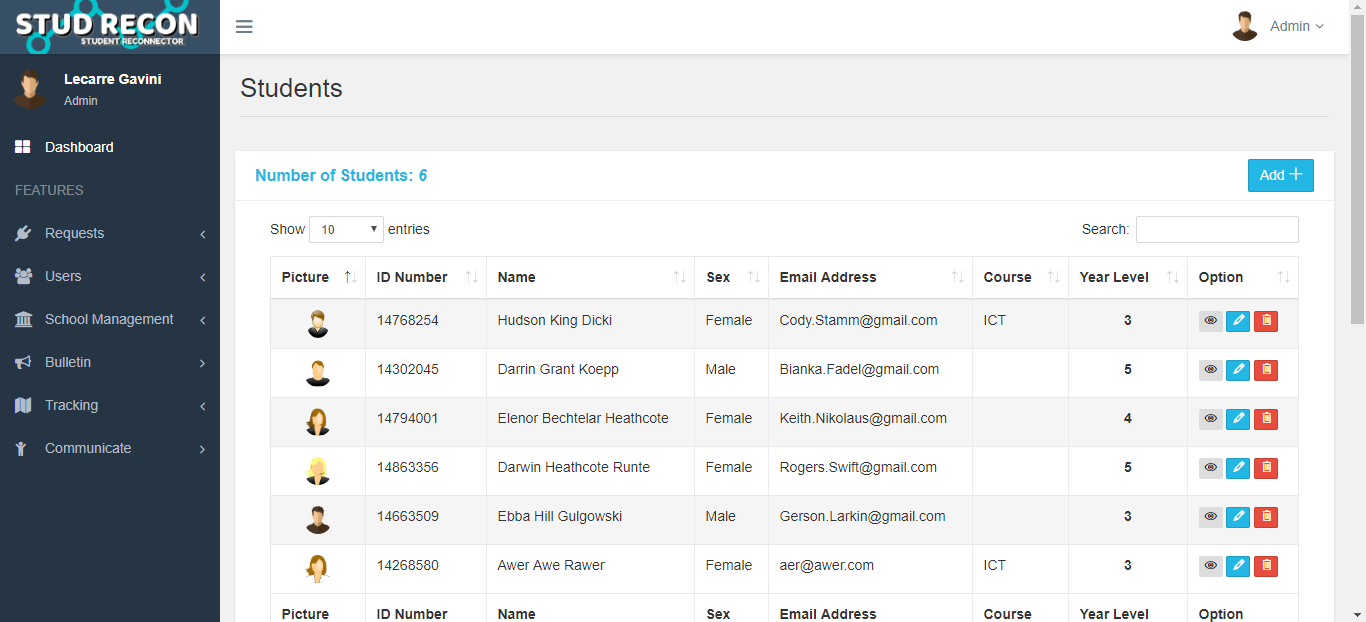 STUD RECON
STUDENT RECONNECTOR
Admin
Lecarre Gavini
Admin
Dashboard
FEATURES
Requests
Users
School Management
Bulletin
Tracking
Communicate
Students
Number of Students: 6
Add
Show 10 entries
Search:
Picture ID Number Name Sex Email Address Course Year Level Option
14768254 Hudson King Dicki Female Cody.Stamm@gmail.com ICT 3
14302045 Darrin Grant Koepp Male Bianka.Fadel@gmail.com 5
14794001 Elenor Bechtelar Heathcote Female Keith.Nikolaus@gmail.com 4
14863356 Darwin Heathcote Runte Female Rogers.Swift@gmail.com 5
14663509 Ebba Hill Gulgowski Male Gerson.Larkin@gmail.com 3
14268580 Awer Awe Rawer Female aer@awer.com ICT 3
Picture ID Number Name Sex Email Address Course Year Level Option